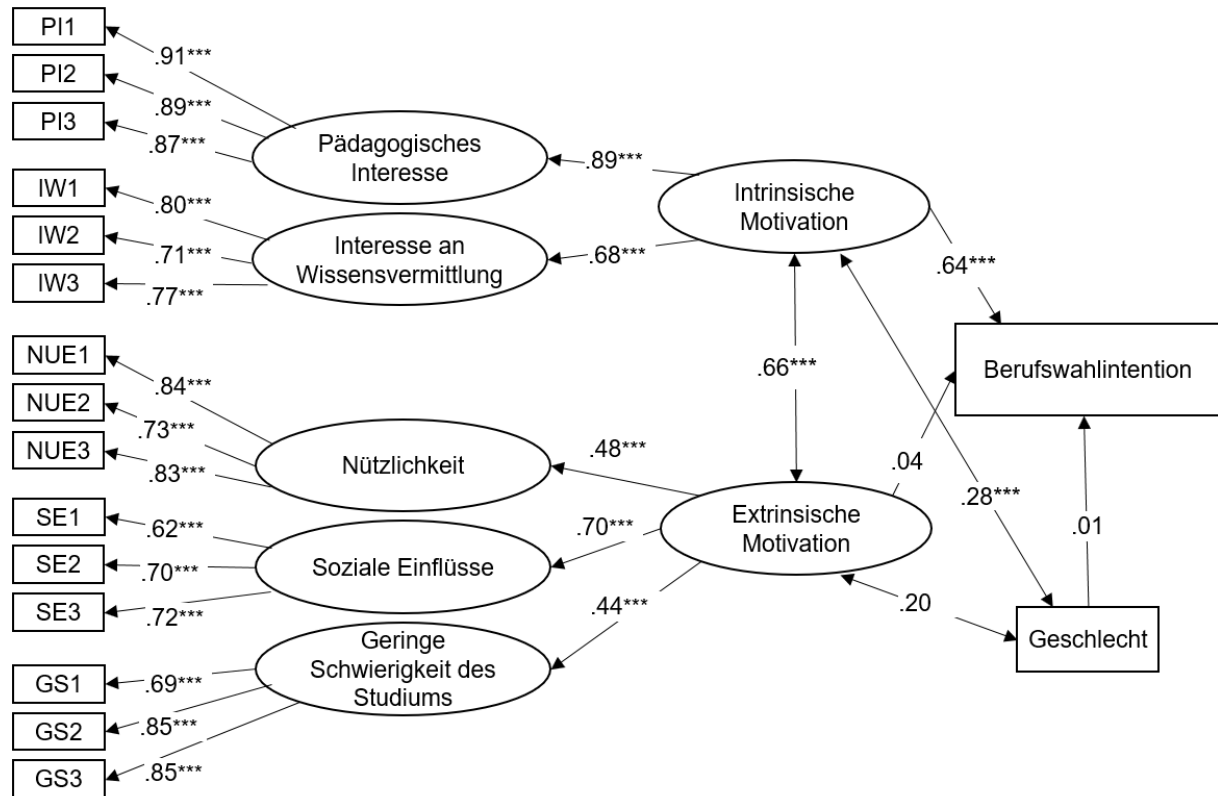 PI1
.91***
PI2
.89***
PI3
.87***
Pädagogisches
Interesse
.89***
IW1
.80***
IW2
.71***
IW3
.77***
Interesse an
Wissensvermittlung
.68***
Intrinsische
Motivation
.64***
.66***
Berufswahlintention
NUE1
.84***
NUE2
.73***
NUE3
.83***
Nützlichkeit
.48***
.04
SE1
.62***
SE2
.70***
SE3
.72***
Soziale Einflüsse
.70***
Extrinsische
Motivation
.28***
.01
.20
Geschlecht
GS1
.69***
GS2
.85***
GS3
.85***
Geringe
Schwierigkeit des
Studiums
.44***